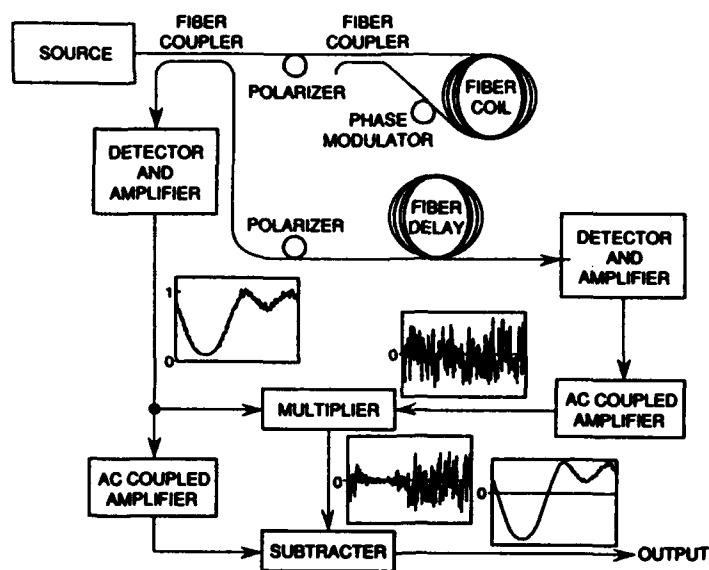 SOURCE
FIBER
COUPLER
FIBER
COUPLER
POLARIZER
FIBER
COIL
PHASE
MODULATOR
DETECTOR
AND
AMPLIFIER
POLARIZER
FIBER
DELAY
DETECTOR
AND
AMPLIFIER
1
0
0
MULTIPLIER
AC COUPLED
AMPLIFIER
AC COUPLED
AMPLIFIER
0
0
SUBTRACTER
OUTPUT